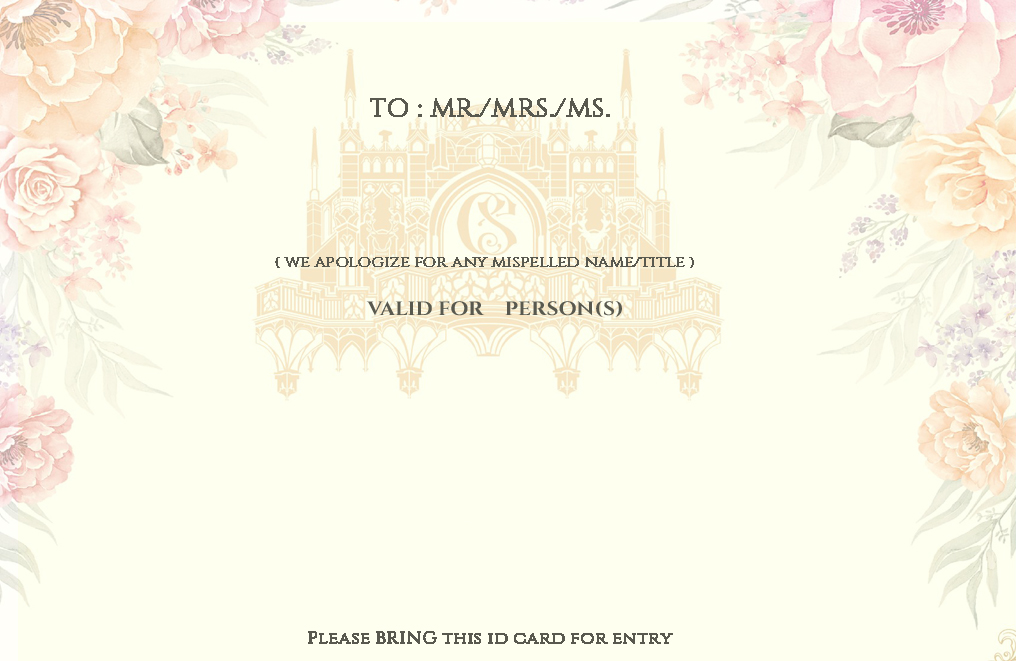 TO : MR./MRS./MS.
CS
( WE APOLOGIZE FOR ANY MISPELLED NAME/TITLE )
VALID FOR PERSON(S)
PLEASE BRING THIS ID CARD FOR ENTRY